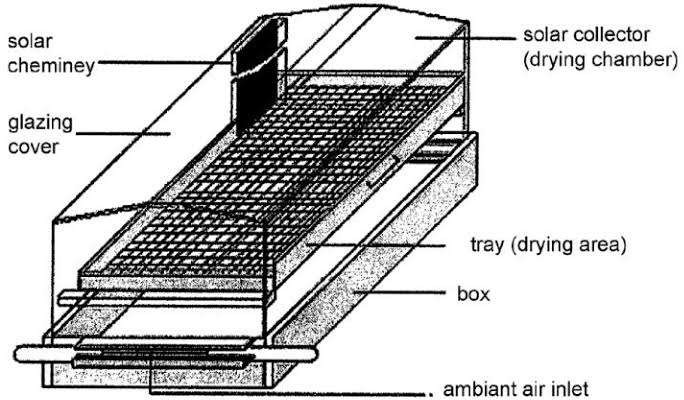 solar
cheminey
solar collector
(drying chamber)
glazing
cover
tray (drying area)
box
ambiant air inlet